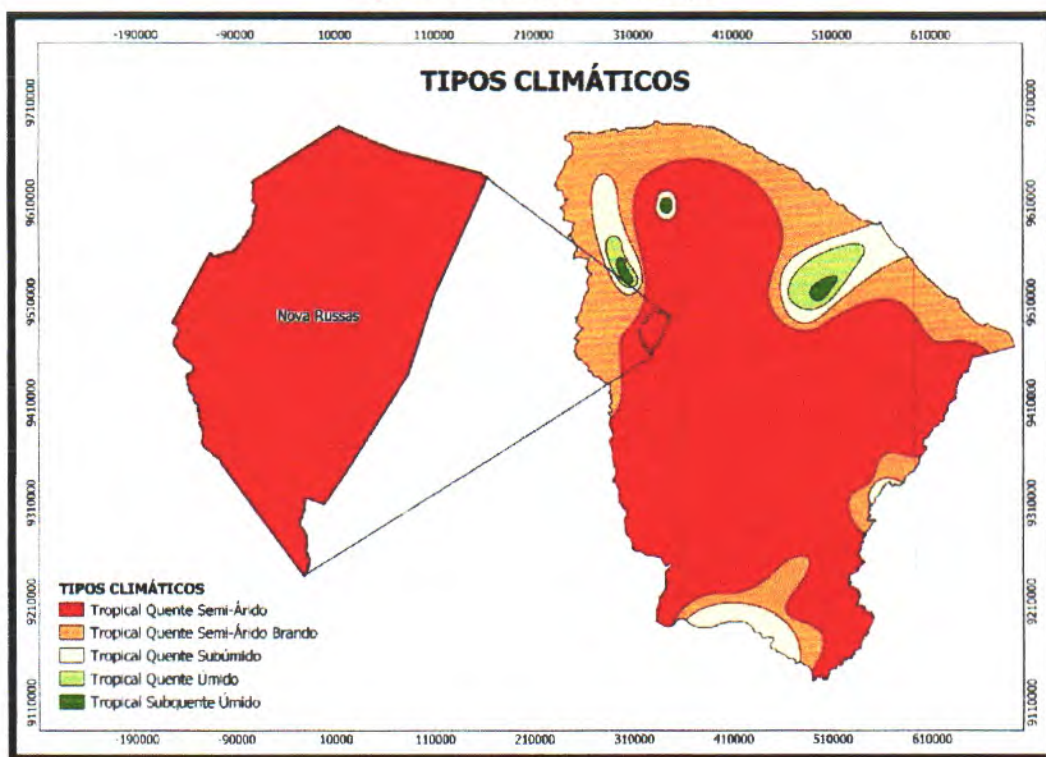 -190000 -90000 10000 110000 210000 310000 410000 510000 610000
TIPOS CLIMÁTICOS
9710000 9710000
9610000 9610000
9510000 9510000
9410000 9410000
9310000 9310000
9210000 9210000
9110000 9110000
Nova Russas
TIPOS CLIMÁTICOS
Tropical Quente Semi-Árido
Tropical Quente Semi-Árido Brando
Tropical Quente Subúmido
Tropical Quente Úmido
Tropical Subquente Úmido
-190000 -90000 10000 110000 210000 310000 410000 510000 610000